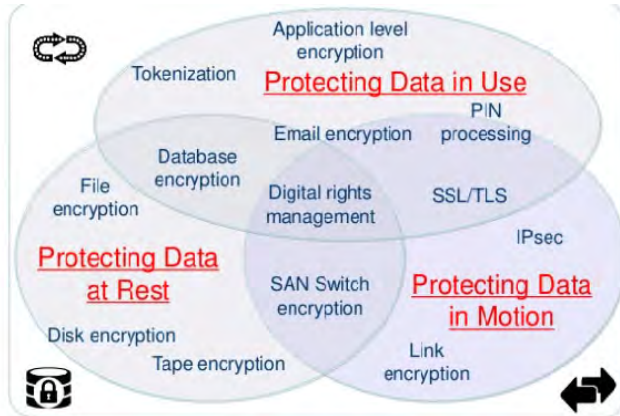 Application level
encryption
Tokenization
Protecting Data in Use
PIN
processing
Email encryption
Database
encryption
File
encryption
Digital rights
management
SSL/TLS
IPsec
Protecting Data
at Rest
SAN Switch
encryption
Protecting Data
in Motion
Disk encryption
Tape encryption
Link
encryption